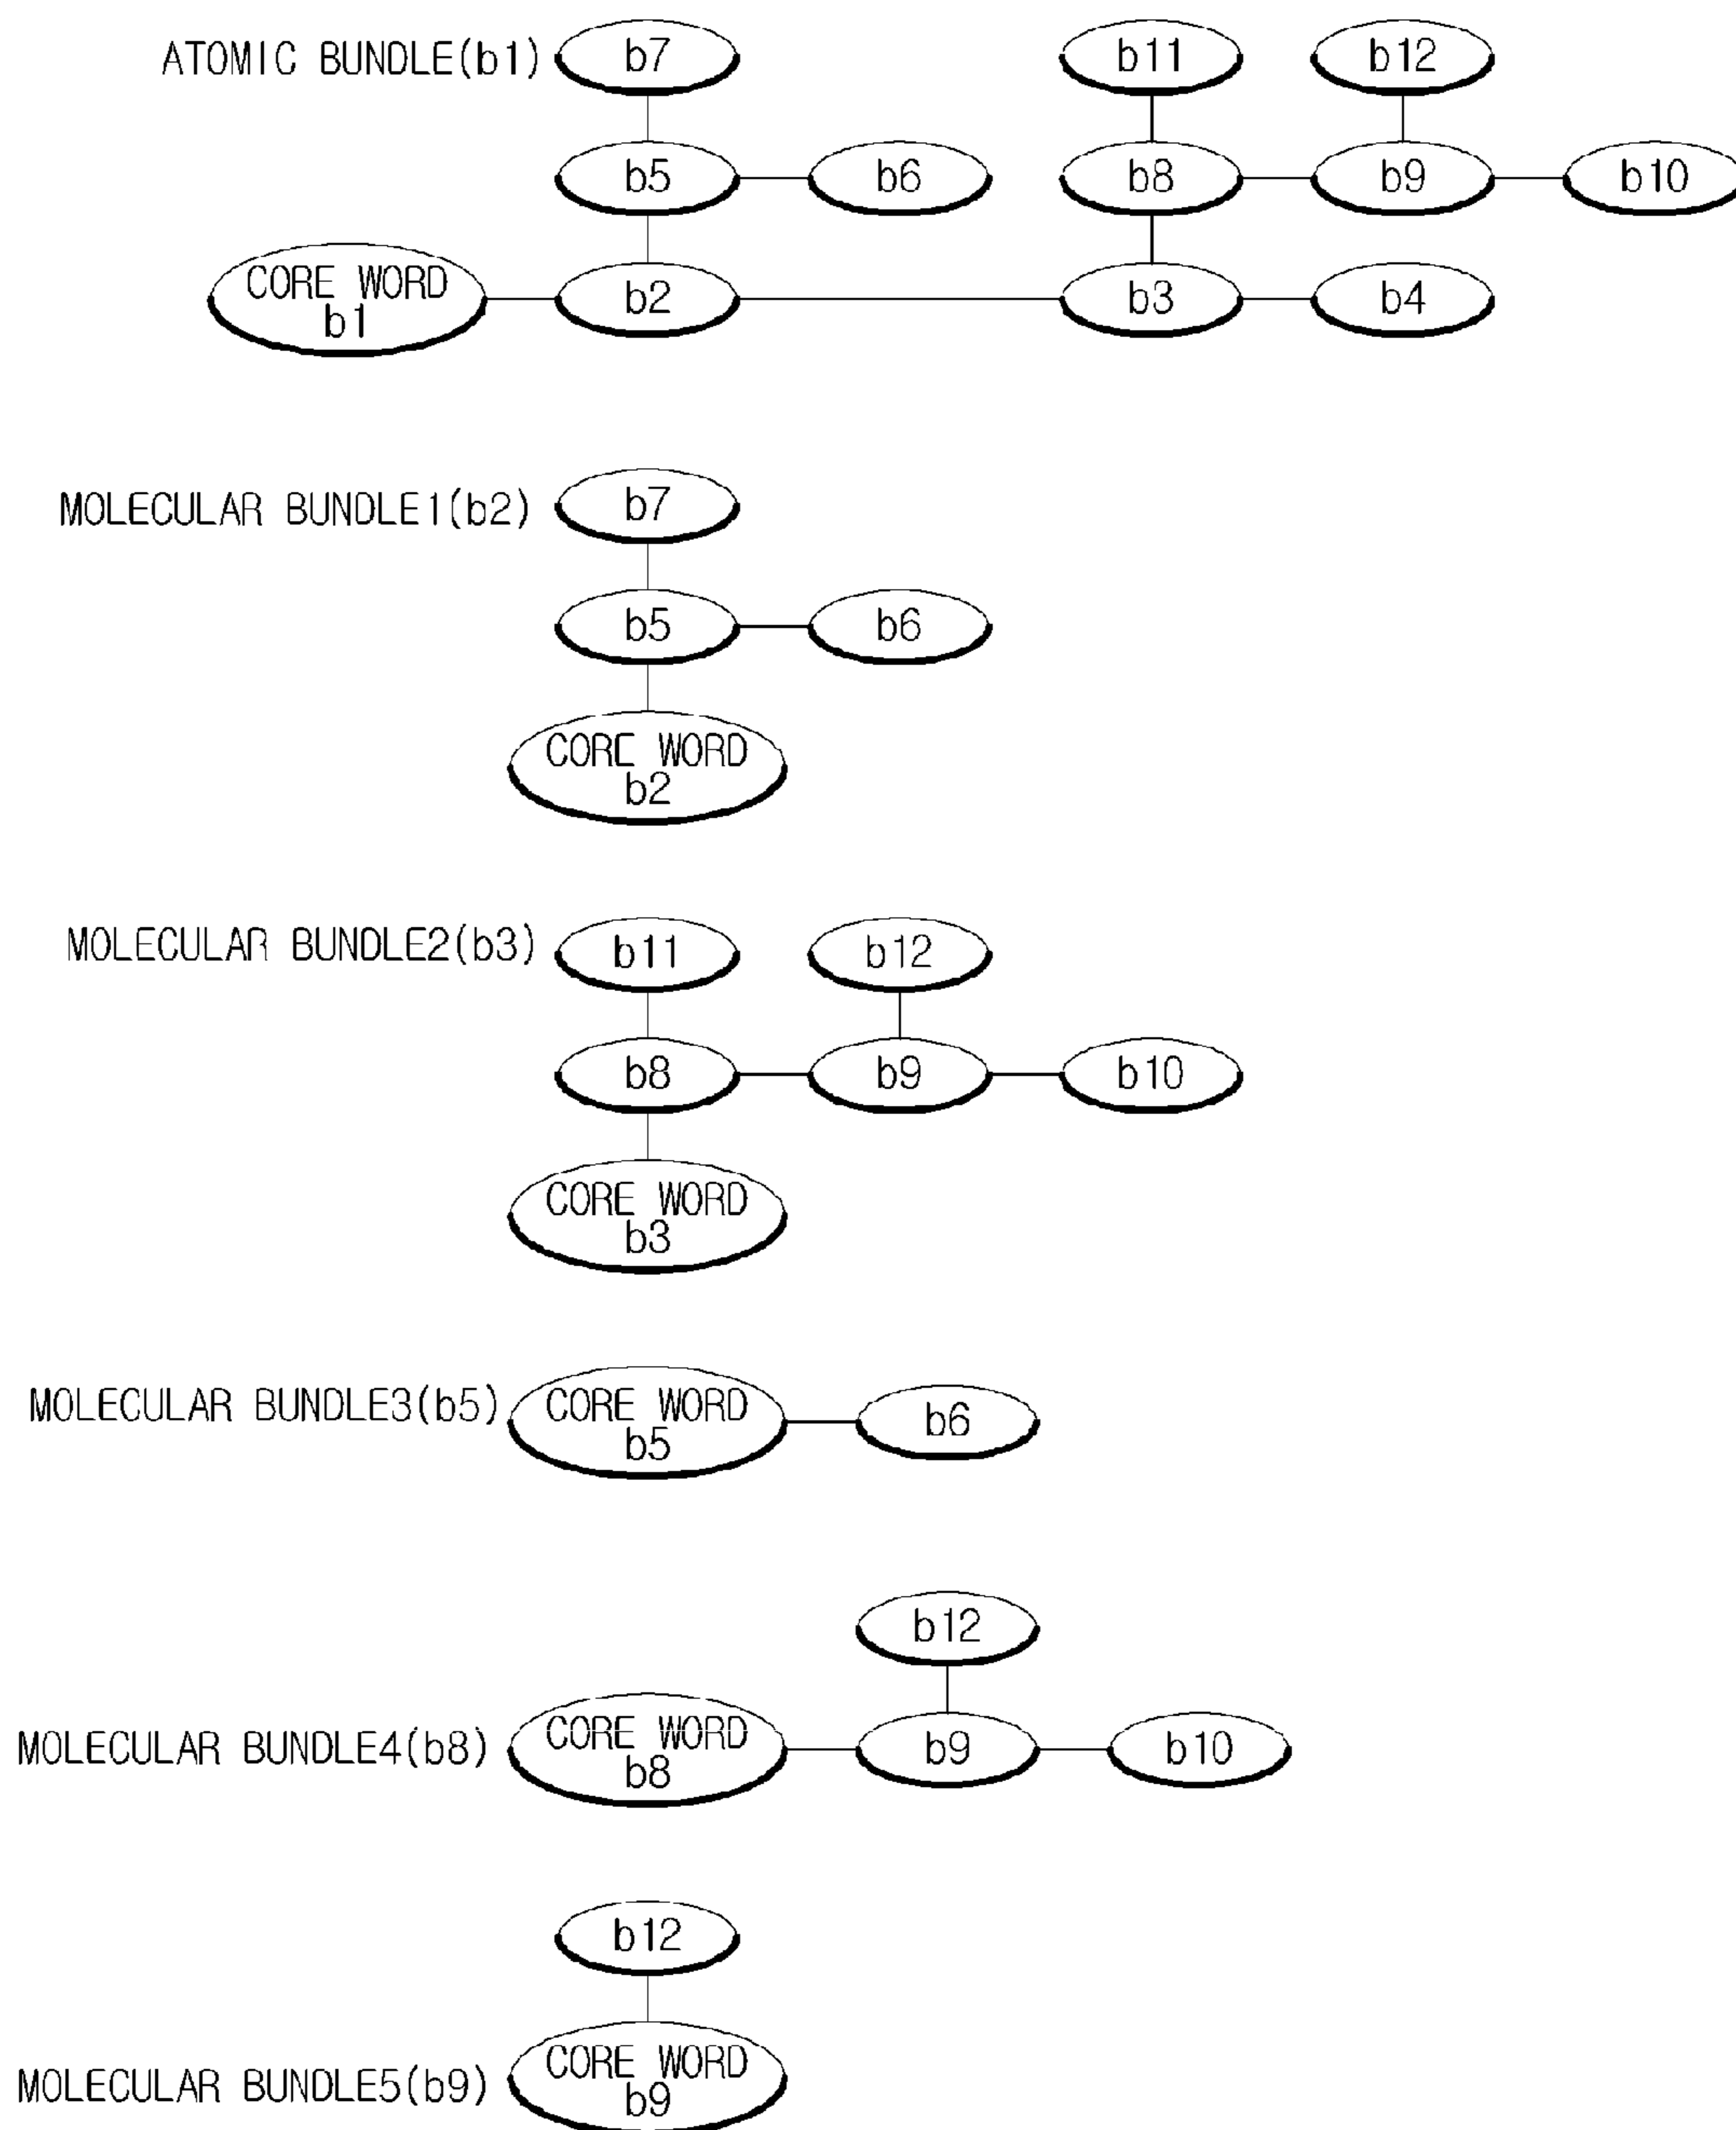 ATOMIC BUNDLE(b1)
b7
b11
b12
b5
b6
b8
b9
b10
CORE WORD
b1
b2
b3
b4
MOLECULAR BUNDLE1(b2)
b7
b5
b6
CORE WORD
b2
MOLECULAR BUNDLE2(b3)
b11
b12
b8
b9
b10
CORE WORD
b3
MOLECULAR BUNDLE3(b5)
CORE WORD
b5
b6
b12
MOLECULAR BUNDLE4(b8)
CORE WORD
b8
b9
b10
b12
MOLECULAR BUNDLE5(b9)
CORE WORD
b9